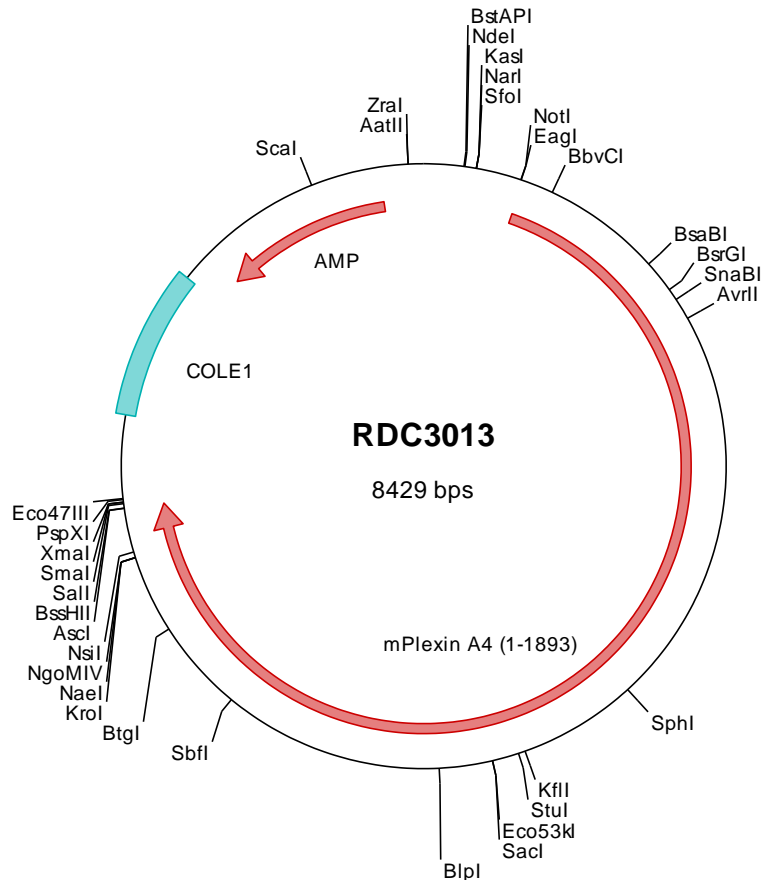 BstAPI
NdeI
KasI
NarI
SfoI
ZraI
AatII
NotI
EagI
ScaI
BbvCI
BsaBI
BsrGI
SnaBI
AvrII
AMP
COLE1
RDC3013
8429 bps
Eco47III
PspXI
XmaI
SmaI
SalI
BssHII
AscI
NsiI
NgoMIV
NaeI
KroI
BtgI
SbfI
mPlexin A4 (1-1893)
SphI
KflI
StuI
Eco53kI
SacI
BlpI